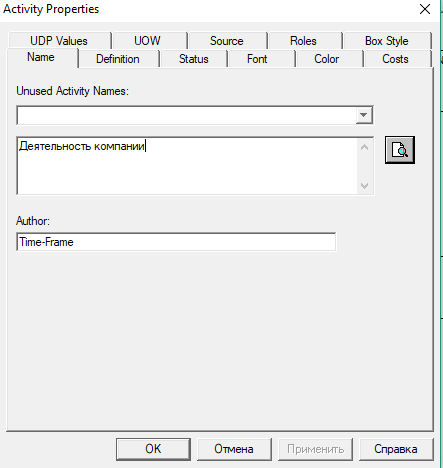 Activity Properties
UDP Values UOW Source Roles Box Style
Name Definition Status Font Color Costs
Unused Activity Names:
Деятельность компании
Author:
Time-Frame
OK Отмена Применить Справка